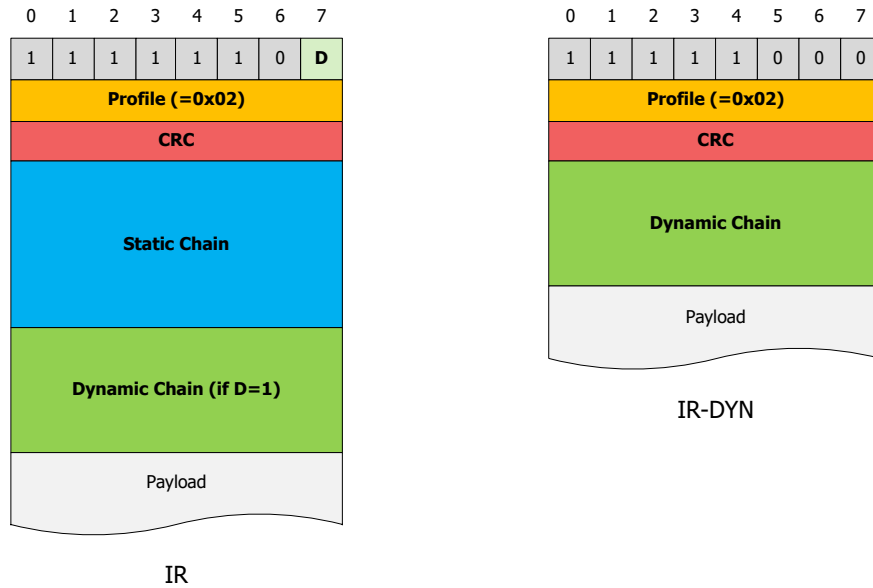 0 1 2 3 4 5 6 7
1 1 1 1 1 1 0 D
Profile (=0x02)
CRC
Static Chain
Dynamic Chain (if D=1)
Payload
IR
0 1 2 3 4 5 6 7
1 1 1 1 1 0 0 0
Profile (=0x02)
CRC
Dynamic Chain
Payload
IR-DYN